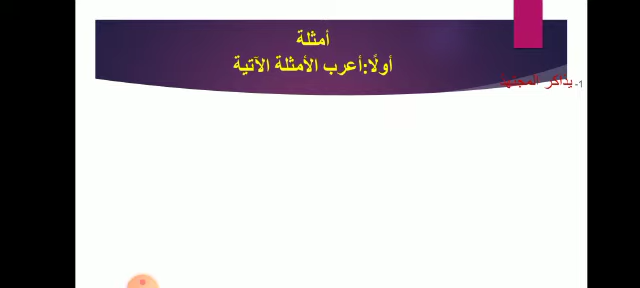 أمثلة
أولًا:أعرب الأمثلة الآتية
1- يذاكر المجتهد